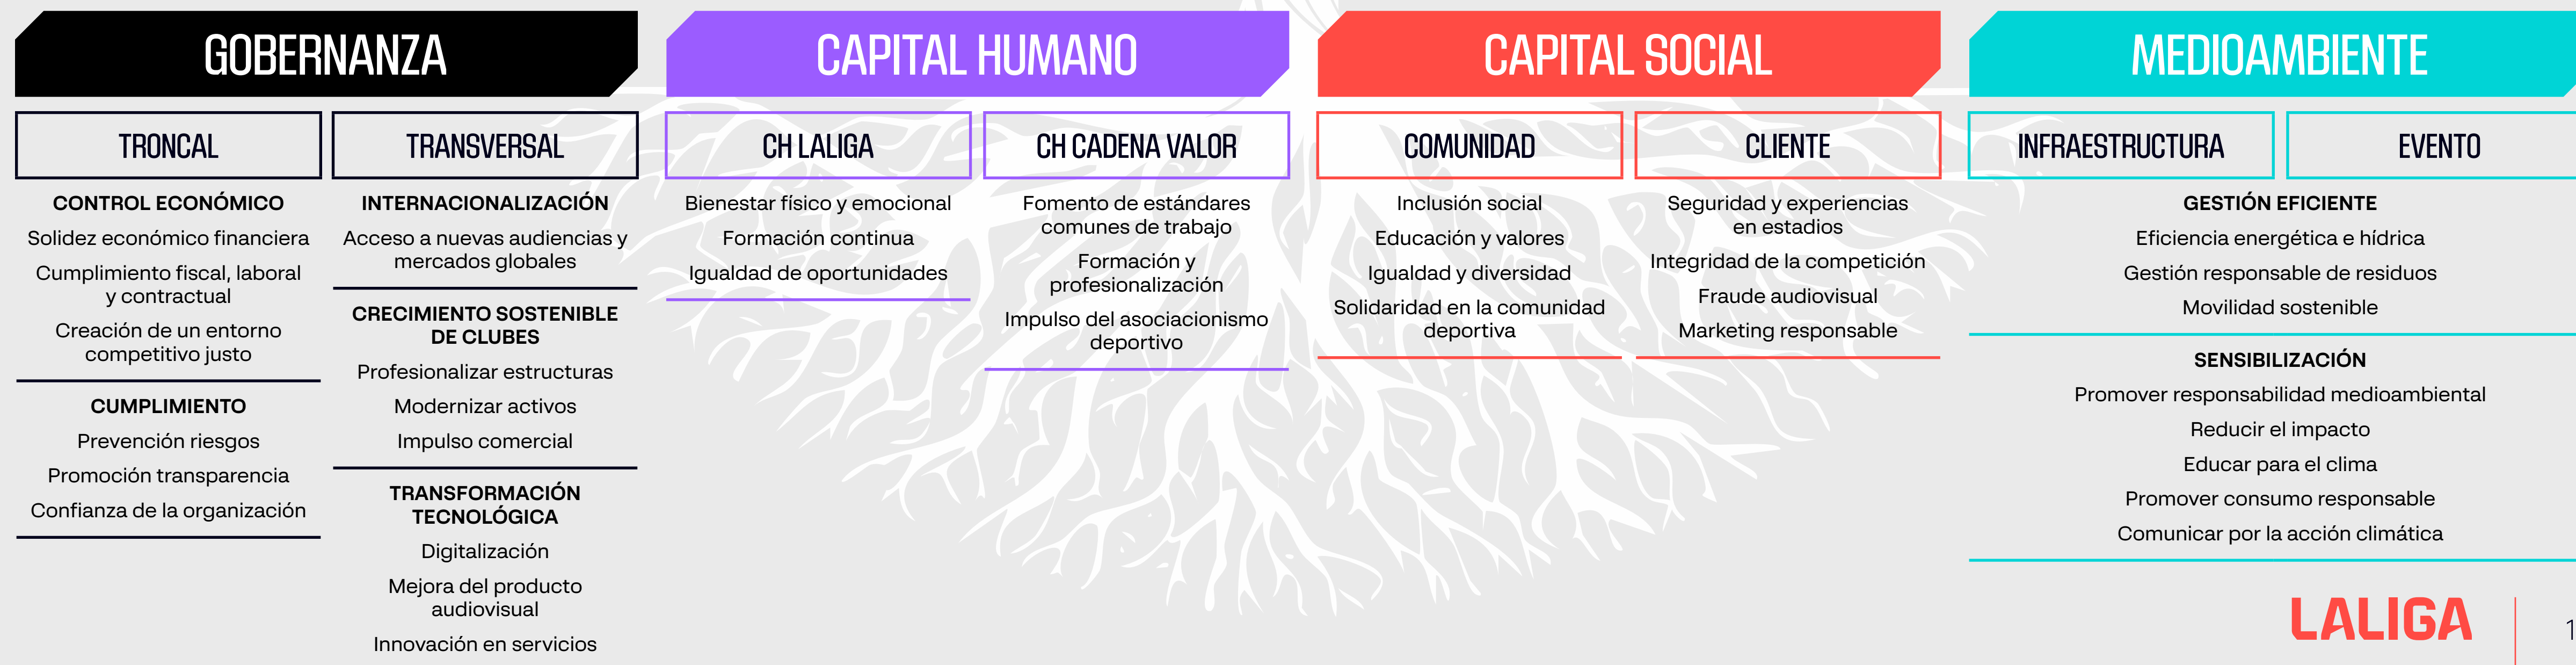 GOBERNANZA
TRONCAL
CONTROL ECONÓMICO
Solidez económico financiera
Cumplimiento fiscal, laboral
y contractual
Creación de un entorno
competitivo justo
CUMPLIMIENTO
Prevención riesgos
Promoción transparencia
Confianza de la organización
TRANSVERSAL
INTERNACIONALIZACIÓN
Acceso a nuevas audiencias y
mercados globales
CRECIMIENTO SOSTENIBLE
DE CLUBES
Profesionalizar estructuras
Modernizar activos
Impulso comercial
TRANSFORMACIÓN
TECNOLÓGICA
Digitalización
Mejora del producto
audiovisual
Innovación en servicios
CAPITAL HUMANO
CH LALIGA
Bienestar físico y emocional
Formación continua
Igualdad de oportunidades
CH CADENA VALOR
Fomento de estándares
comunes de trabajo
Formación y
profesionalización
Impulso del asociacionismo
deportivo
CAPITAL SOCIAL
COMUNIDAD
Inclusión social
Educación y valores
Igualdad y diversidad
Solidaridad en la comunidad
deportiva
CLIENTE
Seguridad y experiencias
en estadios
Integridad de la competición
Fraude audiovisual
Marketing responsable
MEDIOAMBIENTE
INFRAESTRUCTURA
EVENTO
GESTIÓN EFICIENTE
Eficiencia energética e hídrica
Gestión responsable de residuos
Movilidad sostenible
SENSIBILIZACIÓN
Promover responsabilidad medioambiental
Reducir el impacto
Educar para el clima
Promover consumo responsable
Comunicar por la acción climática
LALIGA
1